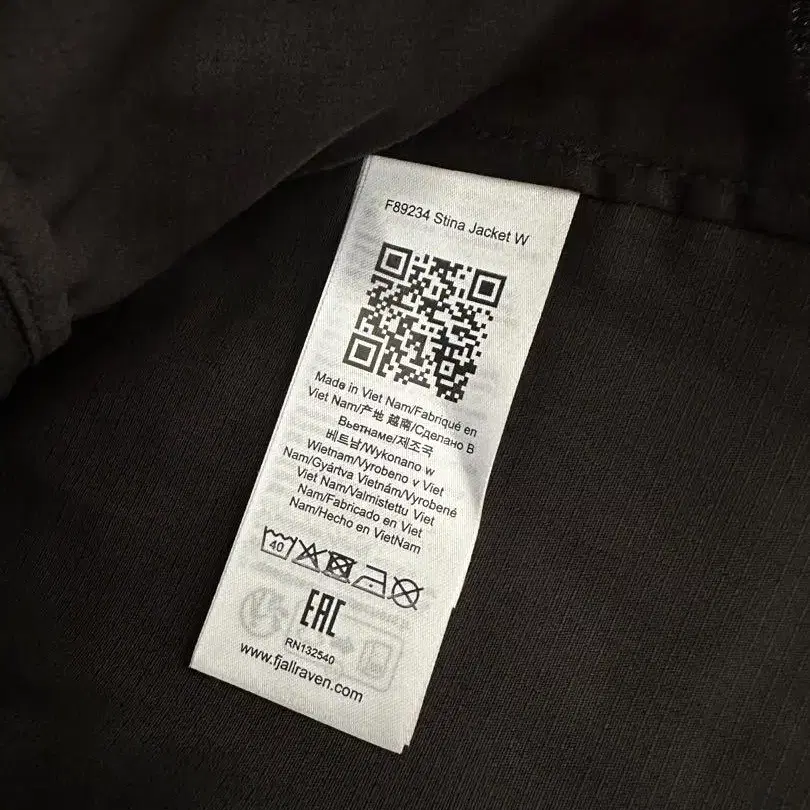 F89234 Stina Jacket W
Made in Viet Nam/Fabriqué en
Viet Nam/产地 越南/Сделано В
Вьетнаме/제조국
베트남/Wykonano w
Wietnam/Vyrobeno v Viet
Nam/Gyártva Vietnám/Vyrobené
Viet Nam/Valmistettu Viet
Nam/Fabricado en Viet
Nam/Hecho en VietNam
40
EAC
RN132540
www.fjallraven.com